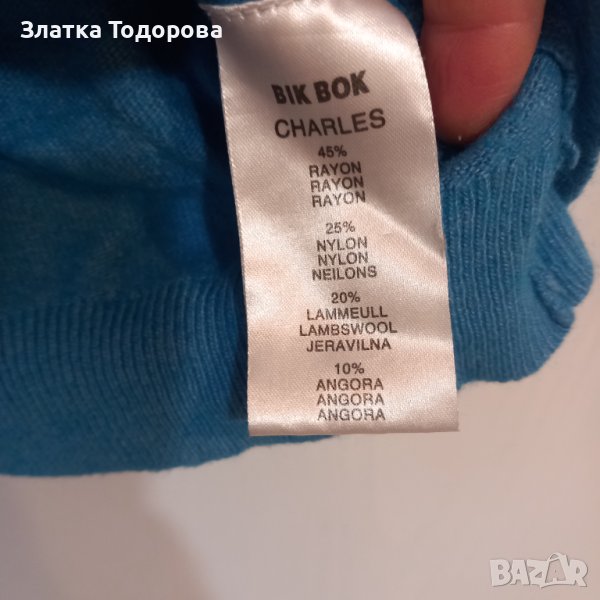 Златка Тодорова
BIK BOK
CHARLES
45%
RAYON
RAYON
RAYON
25%
NYLON
NYLON
NEILONS
20%
LAMMEULL
LAMBSWOOL
JERAVILNA
10%
ANGORA
ANGORA
ANGORA
BAZAR